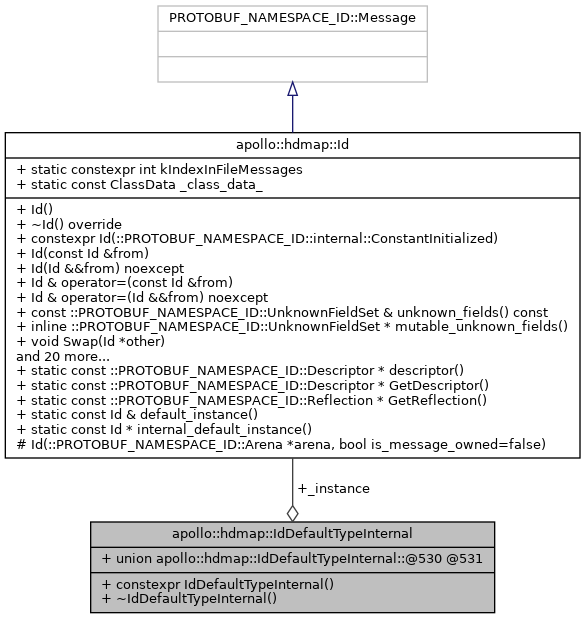 PROTOBUF_NAMESPACE_ID::Message
apollo::hdmap::Id
+ static constexpr int kIndexInFileMessages
+ static const ClassData _class_data_
+ Id()
+ ~Id() override
+ constexpr Id(::PROTOBUF_NAMESPACE_ID::internal::ConstantInitialized)
+ Id(const Id &from)
+ Id(Id &&from) noexcept
+ Id & operator=(const Id &from)
+ Id & operator=(Id &&from) noexcept
+ const ::PROTOBUF_NAMESPACE_ID::UnknownFieldSet & unknown_fields() const
+ inline ::PROTOBUF_NAMESPACE_ID::UnknownFieldSet * mutable_unknown_fields()
+ void Swap(Id *other)
and 20 more...
+ static const ::PROTOBUF_NAMESPACE_ID::Descriptor * descriptor()
+ static const ::PROTOBUF_NAMESPACE_ID::Descriptor * GetDescriptor()
+ static const ::PROTOBUF_NAMESPACE_ID::Reflection * GetReflection()
+ static const Id & default_instance()
+ static const Id * internal_default_instance()
# Id(::PROTOBUF_NAMESPACE_ID::Arena *arena, bool is_message_owned=false)
+_instance
apollo::hdmap::IdDefaultTypeInternal
+ union apollo::hdmap::IdDefaultTypeInternal::@530 @531
+ constexpr IdDefaultTypeInternal()
+ ~IdDefaultTypeInternal()